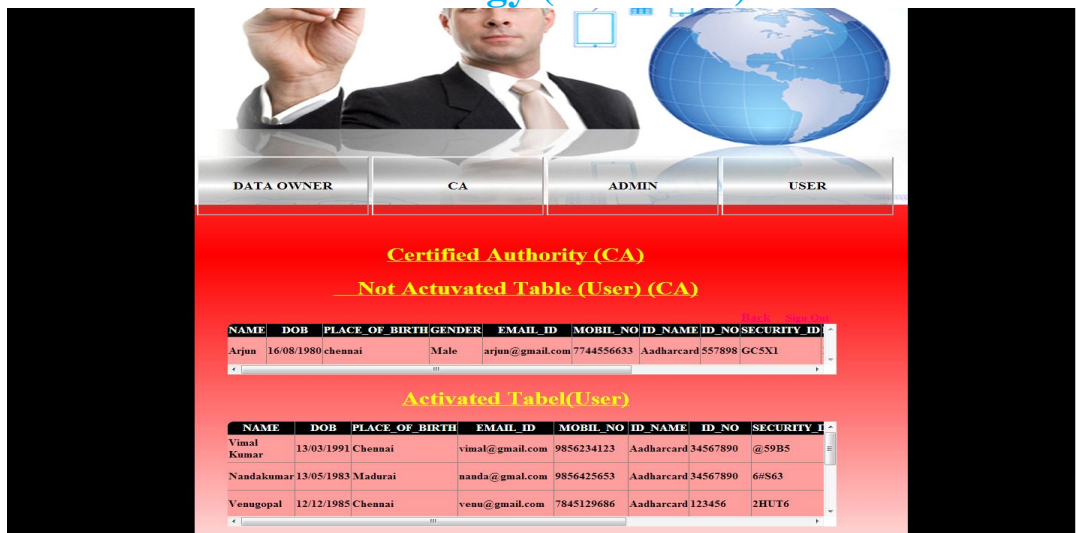 gy (
DATA OWNER CA ADMIN USER
Certified Authority (CA)
Not Actuvated Table (User) (CA)
Back Sign Out
NAME DOB PLACE_OF_BIRTH GENDER EMAIL_ID MOBIL_NO ID_NAME ID_NO SECURITY_ID
Arjun 16/08/1980 chennai Male arjun@gmail.com 7744556633 Aadharcard 557898 GC5X1
Activated Tabel(User)
NAME DOB PLACE_OF_BIRTH EMAIL_ID MOBIL_NO ID_NAME ID_NO SECURITY_I
Vimal Kumar 13/03/1991 Chennai vimal@gmail.com 9856234123 Aadharcard 34567890 @59B5
Nandakumar 13/05/1983 Madurai nanda@gmal.com 9856425653 Aadharcard 34567890 6#S63
Venugopal 12/12/1985 Chennai venu@gmail.com 7845129686 Aadharcard 123456 2HUT6